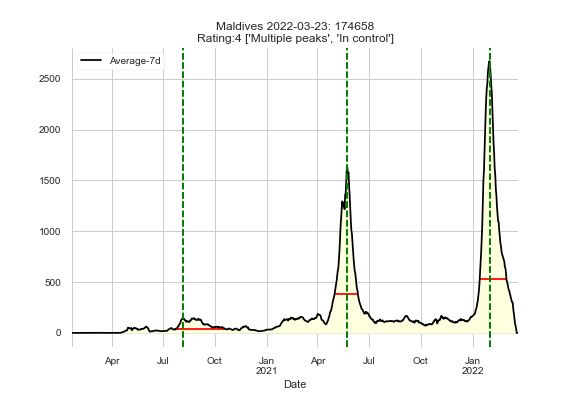 Maldives 2022-03-23: 174658
Rating:4 ['Multiple peaks', 'In control']
Average-7d
2500
2000
1500
1000
500
0
Apr Jul Oct Jan Apr Jul Oct Jan
2021 2022
Date